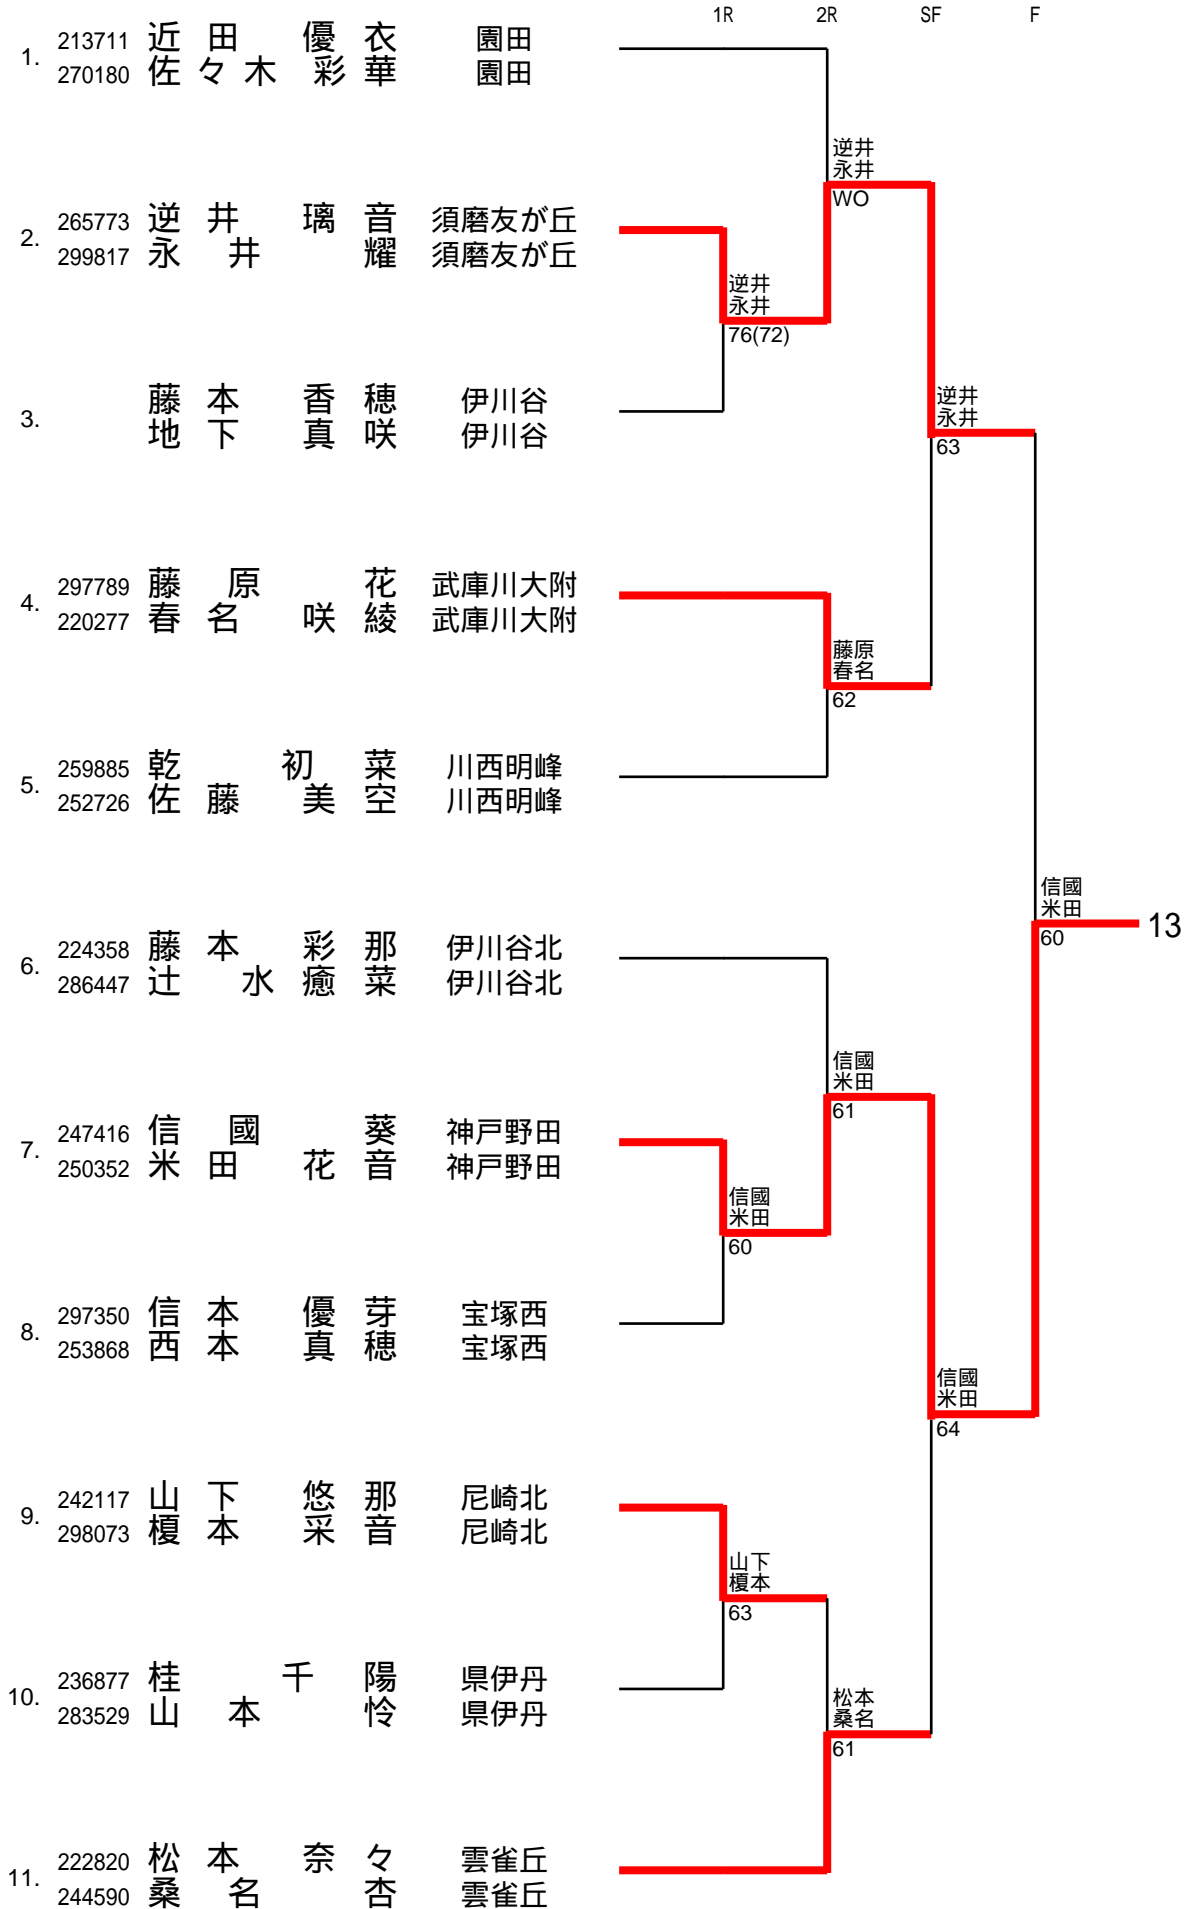 1R 2R SF F
1. 213711 近田 優衣 園田
270180 佐々木 彩華 園田
逆井
永井
WO
2. 265773 逆井 璃音 須磨友が丘
299817 永井 耀 須磨友が丘
逆井
永井
76(72)
3. 藤本 香穂 伊川谷
地下 真咲 伊川谷
逆井
永井
63
4. 297789 藤原 花 武庫川大附
220277 春名 咲綾 武庫川大附
藤原
春名
62
5. 259885 乾 初菜 川西明峰
252726 佐藤 美空 川西明峰
信國
米田
60
13
6. 224358 藤本 彩那 伊川谷北
286447 辻 水癒菜 伊川谷北
信國
米田
61
7. 247416 信國 葵 神戸野田
250352 米田 花音 神戸野田
信國
米田
60
8. 297350 信本 優芽 宝塚西
253868 西本 真穂 宝塚西
信國
米田
64
9. 242117 山下 悠那 尼崎北
298073 榎本 采音 尼崎北
山下
榎本
63
10. 236877 桂 千陽 県伊丹
283529 山本 怜 県伊丹
松本
桑名
61
11. 222820 松本 奈々 雲雀丘
244590 桑名 杏 雲雀丘